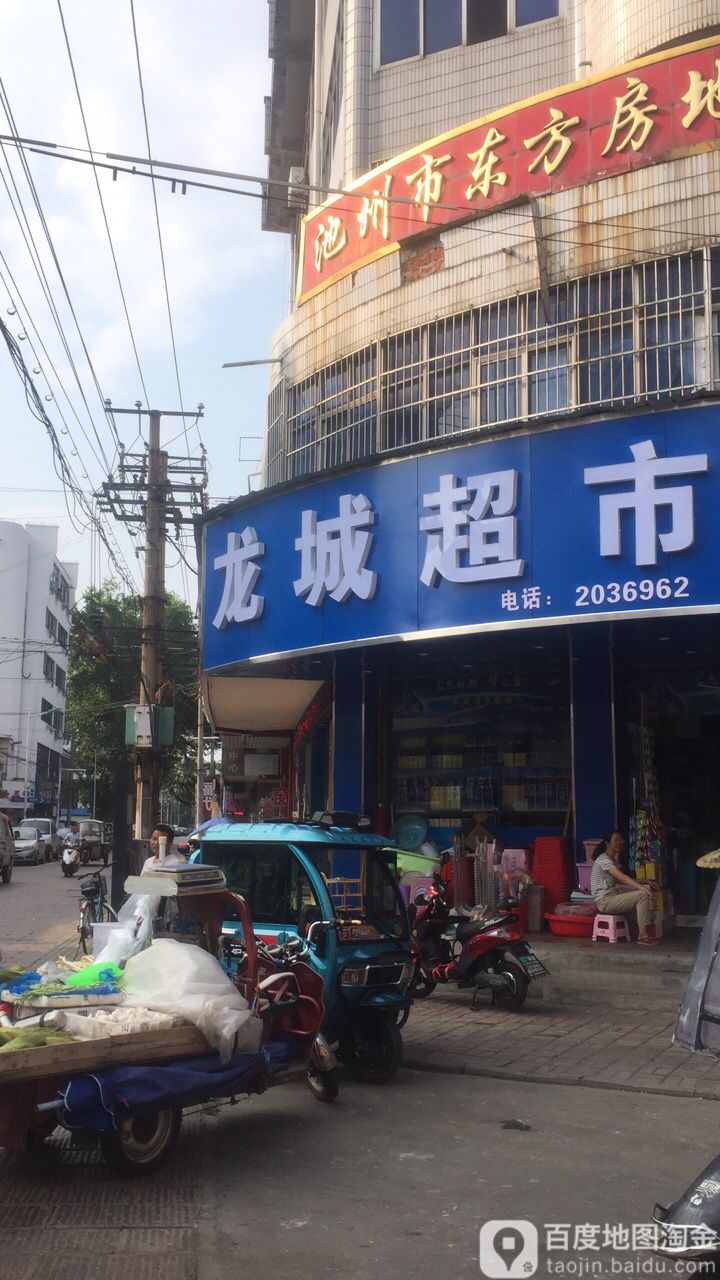 池州市东方房地
龙城超市
电话：2036962
百度地图淘金
taojin.baidu.com